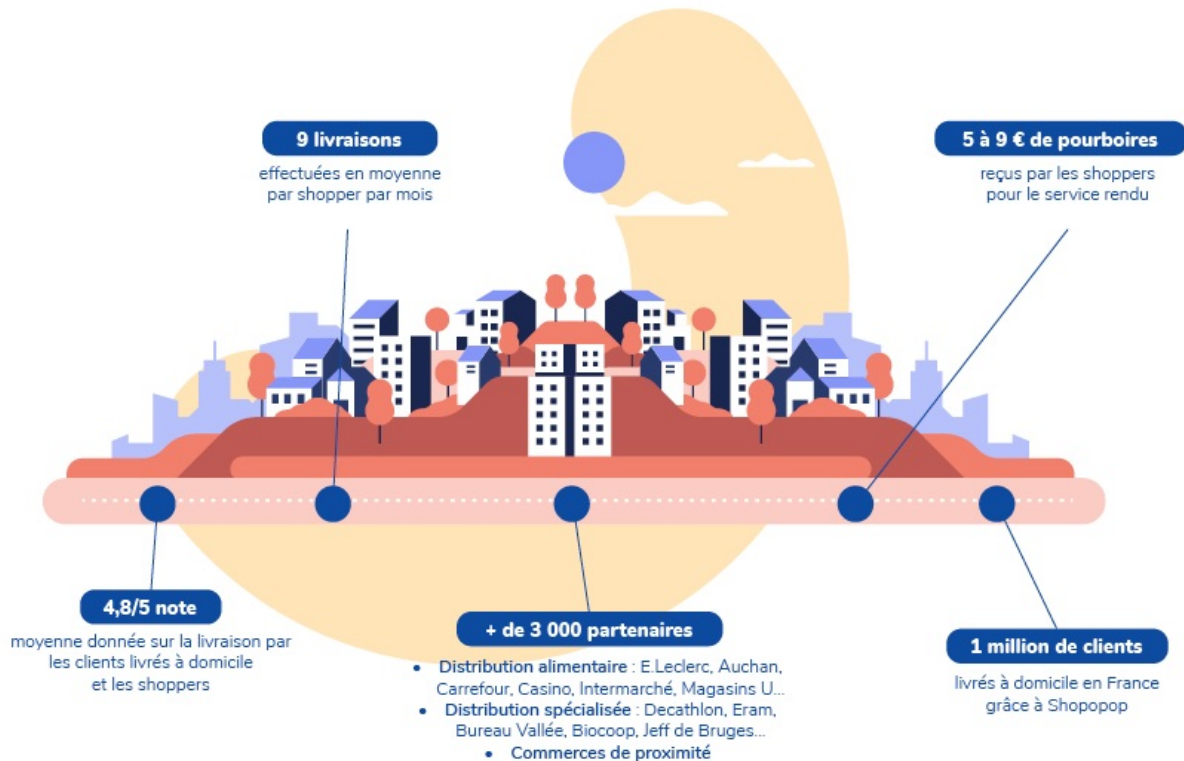 9 livraisons
effectuées en moyenne
par shopper par mois
5 à 9 € de pourboires
reçus par les shoppers
pour le service rendu
4,8/5 note
moyenne donnée sur la livraison par
les clients livrés à domicile
et les shoppers
+ de 3 000 partenaires
• Distribution alimentaire : E.Leclerc, Auchan,
Carrefour, Casino, Intermarché, Magasins U...
• Distribution spécialisée : Decathlon, Eram,
Bureau Vallée, Biocoop, Jeff de Bruges...
• Commerces de proximité
1 million de clients
livrés à domicile en France
grâce à Shopopop